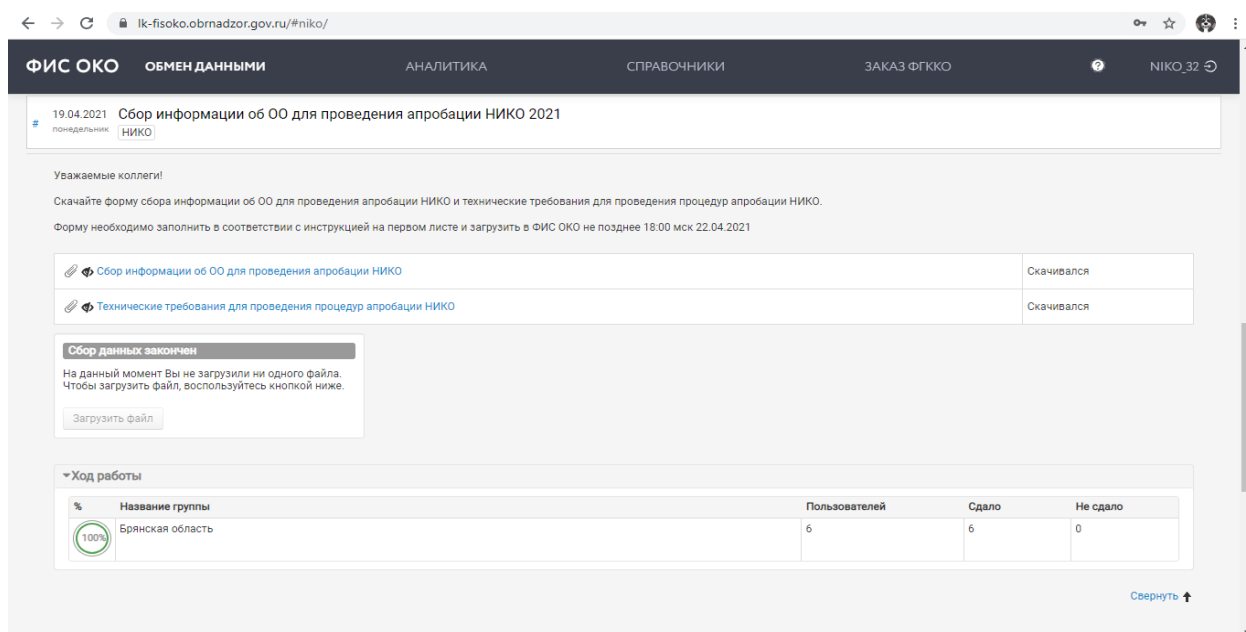 lk-fisoko.obrnadzor.gov.ru/#niko/
ФИС ОКО ОБМЕН ДАННЫМИ АНАЛИТИКА СПРАВОЧНИКИ ЗАКАЗ ФГККО ? NIKO_32
# 19.04.2021 Сбор информации об ОО для проведения апробации НИКО 2021
понедельник НИКО
Уважаемые коллеги!
Скачайте форму сбора информации об ОО для проведения апробации НИКО и технические требования для проведения процедур апробации НИКО.
Форму необходимо заполнить в соответствии с инструкцией на первом листе и загрузить в ФИС ОКО не позднее 18:00 мск 22.04.2021
Сбор информации об ОО для проведения апробации НИКО Скачивался
Технические требования для проведения процедур апробации НИКО Скачивался
Сбор данных закончен
На данный момент Вы не загрузили ни одного файла.
Чтобы загрузить файл, воспользуйтесь кнопкой ниже.
Загрузить файл
Ход работы
% Название группы Пользователей Сдало Не сдало
100% Брянская область 6 6 0
Свернуть